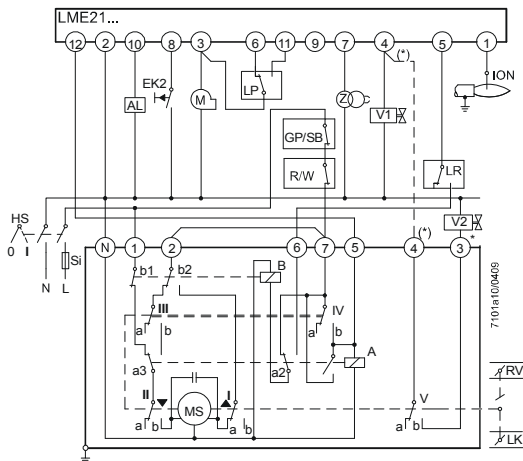 LME21...
12 2 10 8 3 6 11 9 7 4 5 1
(*)
ION
EK2
AL
M
LP
Z
V1
GP/SB
R/W
LR
HS
0 I
Si
N L
V2
*
N 1 2 6 7 5 4 (*) 3
b1 b2 B
III IV
a b a b
A
a3 a2
II I V
MS
a b a b a b
RV
LK
7101a10/0409